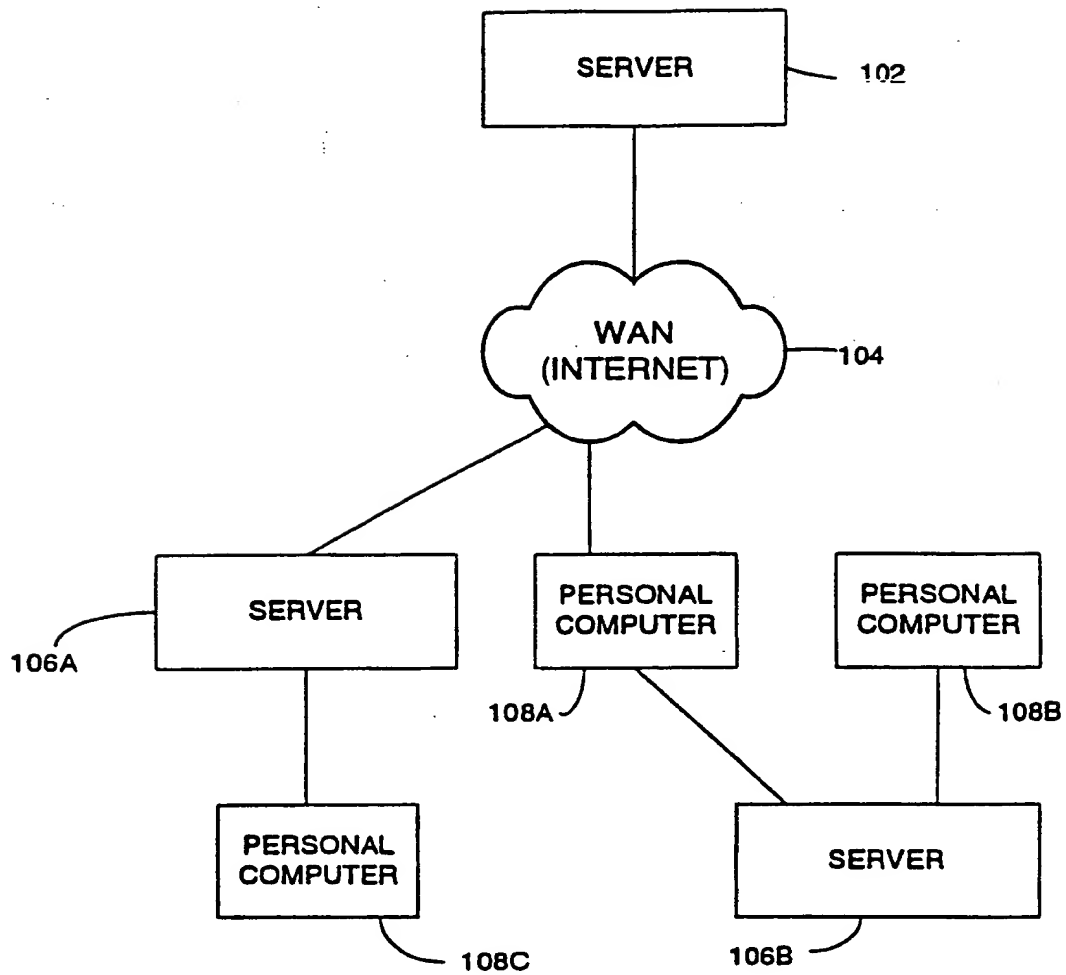 SERVER
102
WAN
(INTERNET)
104
SERVER
106A
PERSONAL
COMPUTER
108A
PERSONAL
COMPUTER
108B
PERSONAL
COMPUTER
108C
SERVER
106B